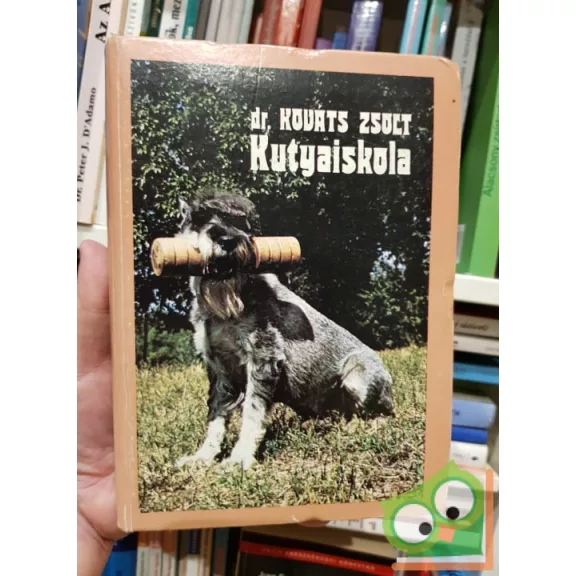 dr. KOVÁTS ZSOLT
Kutyaiskola
Dr. Peter J. D'Adamo
Az A